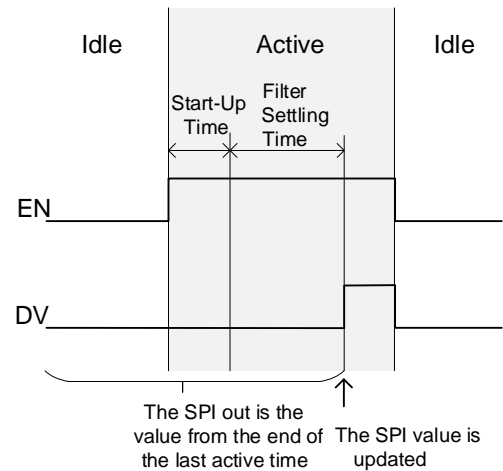 Idle
Active
Idle
Start-Up
Time
Filter
Settling
Time
EN
DV
The SPI out is the
value from the end of
the last active time
The SPI value is
updated